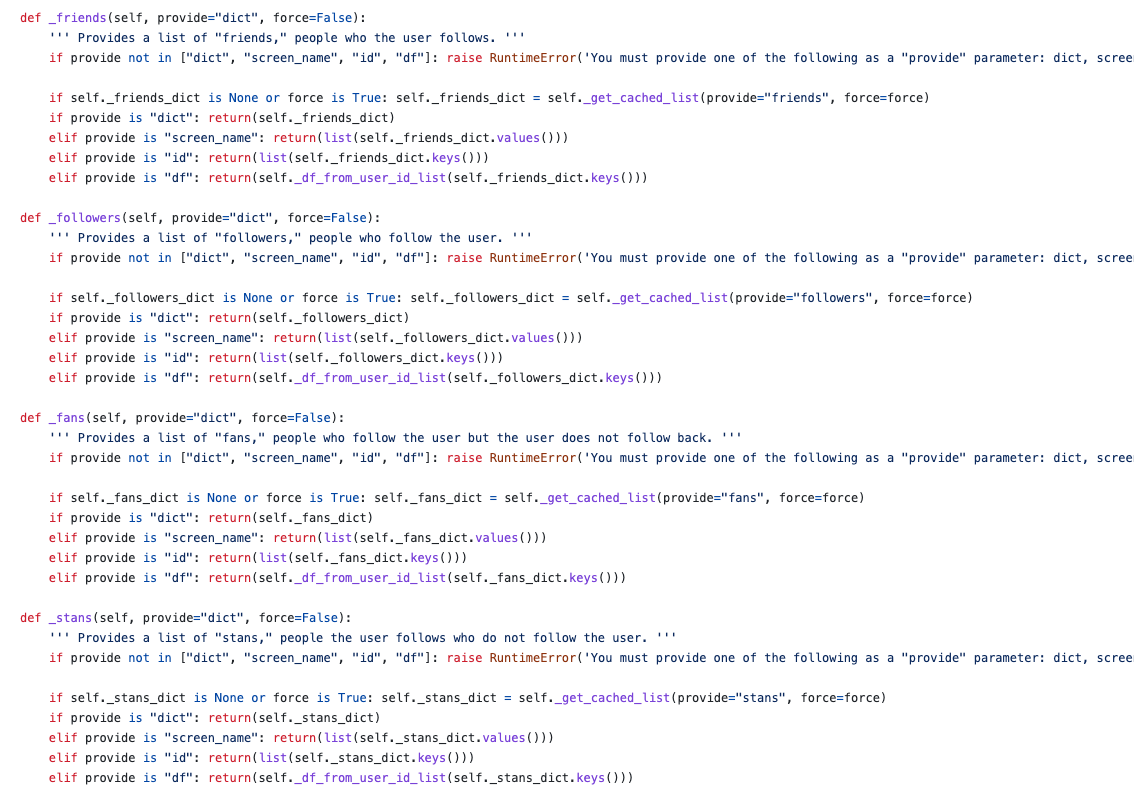 def _friends(self, provide="dict", force=False):
    ''' Provides a list of "friends," people who the user follows. '''
    if provide not in ["dict", "screen_name", "id", "df"]: raise RuntimeError('You must provide one of the following as a "provide" parameter: dict, scree
    if self._friends_dict is None or force is True: self._friends_dict = self._get_cached_list(provide="friends", force=force)
    if provide is "dict": return(self._friends_dict)
    elif provide is "screen_name": return(list(self._friends_dict.values()))
    elif provide is "id": return(list(self._friends_dict.keys()))
    elif provide is "df": return(self._df_from_user_id_list(self._friends_dict.keys()))
def _followers(self, provide="dict", force=False):
    ''' Provides a list of "followers," people who follow the user. '''
    if provide not in ["dict", "screen_name", "id", "df"]: raise RuntimeError('You must provide one of the following as a "provide" parameter: dict, scree
    if self._followers_dict is None or force is True: self._followers_dict = self._get_cached_list(provide="followers", force=force)
    if provide is "dict": return(self._followers_dict)
    elif provide is "screen_name": return(list(self._followers_dict.values()))
    elif provide is "id": return(list(self._followers_dict.keys()))
    elif provide is "df": return(self._df_from_user_id_list(self._followers_dict.keys()))
def _fans(self, provide="dict", force=False):
    ''' Provides a list of "fans," people who follow the user but the user does not follow back. '''
    if provide not in ["dict", "screen_name", "id", "df"]: raise RuntimeError('You must provide one of the following as a "provide" parameter: dict, scree
    if self._fans_dict is None or force is True: self._fans_dict = self._get_cached_list(provide="fans", force=force)
    if provide is "dict": return(self._fans_dict)
    elif provide is "screen_name": return(list(self._fans_dict.values()))
    elif provide is "id": return(list(self._fans_dict.keys()))
    elif provide is "df": return(self._df_from_user_id_list(self._fans_dict.keys()))
def _stans(self, provide="dict", force=False):
    ''' Provides a list of "stans," people the user follows who do not follow the user. '''
    if provide not in ["dict", "screen_name", "id", "df"]: raise RuntimeError('You must provide one of the following as a "provide" parameter: dict, scree
    if self._stans_dict is None or force is True: self._stans_dict = self._get_cached_list(provide="stans", force=force)
    if provide is "dict": return(self._stans_dict)
    elif provide is "screen_name": return(list(self._stans_dict.values()))
    elif provide is "id": return(list(self._stans_dict.keys()))
    elif provide is "df": return(self._df_from_user_id_list(self._stans_dict.keys()))